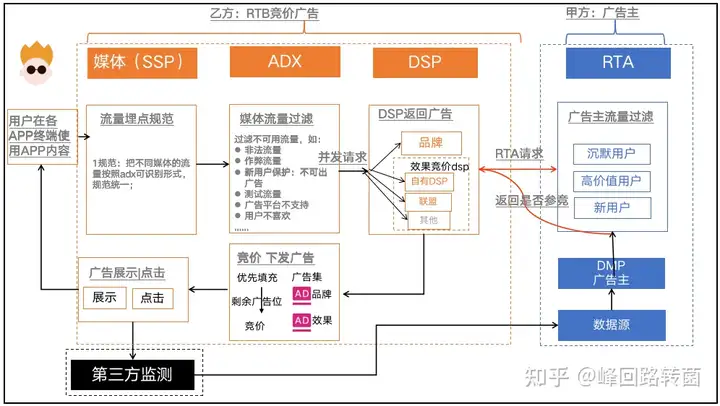 乙方：RTB竞价广告
甲方：广告主
媒体（SSP）
ADX
DSP
RTA
用户在各
APP终端使
用APP内容
流量埋点规范
1规范：把不同媒体的流
量按照adx可识别形式，
规范统一；
媒体流量过滤
过滤不可用流量，如：
非法流量
作弊流量
新用户保护：不可出
广告
测试流量
广告平台不支持
用户不喜欢
......
并发请求
DSP返回广告
品牌
效果竞价dsp
自有DSP
联盟
其他
RTA请求
返回是否参竞
广告主流量过滤
沉默用户
高价值用户
新用户
DMP
广告主
数据源
广告展示|点击
展示
点击
竞价 下发广告
优先填充
剩余广告位
竞价
广告集
AD品牌
AD效果
第三方监测
知乎 @峰回路转菌